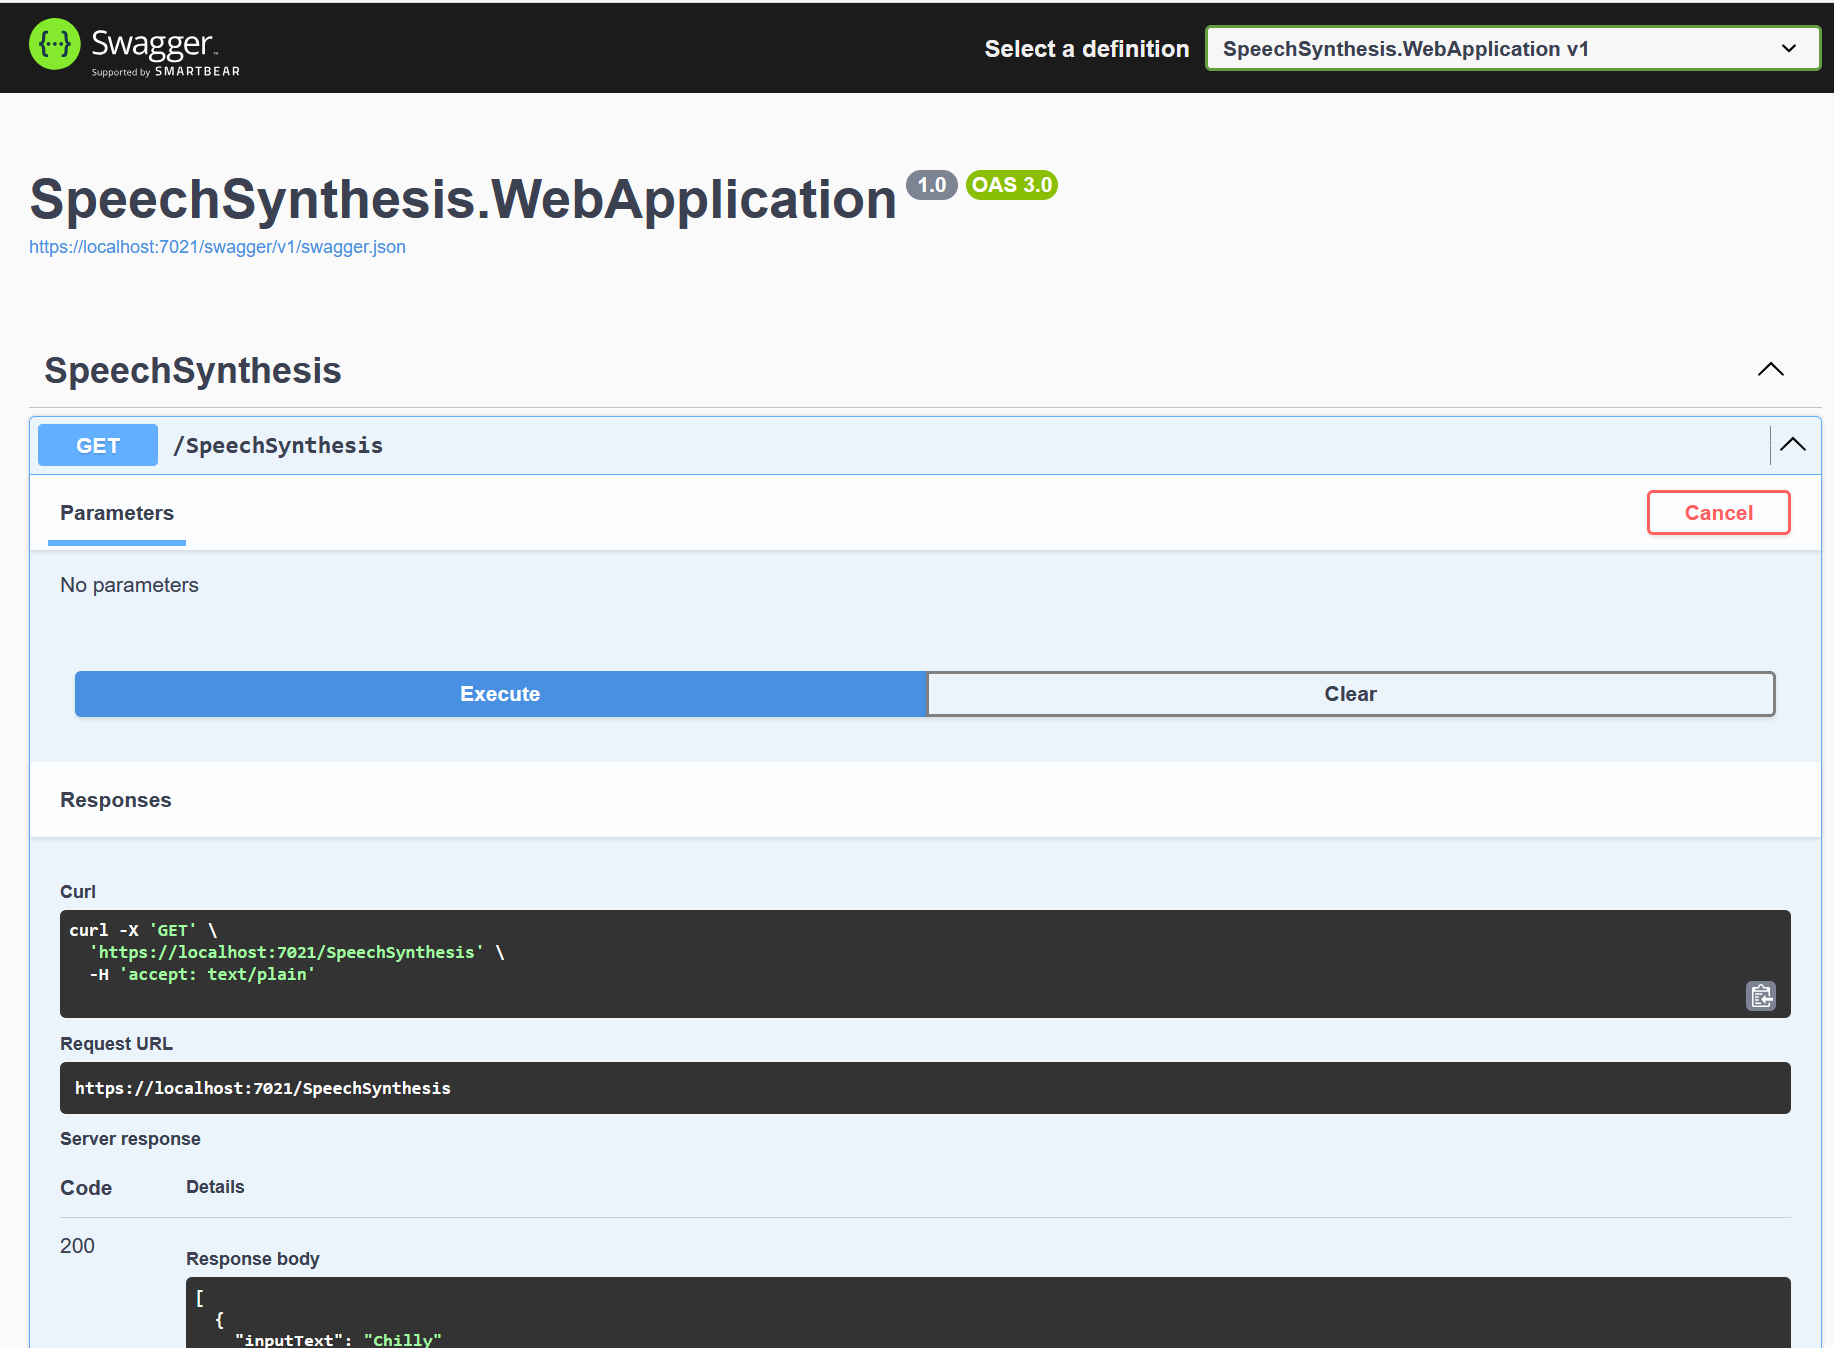 Swagger™
Supported by SMARTBEAR
Select a definition
SpeechSynthesis.WebApplication v1
SpeechSynthesis.WebApplication 1.0 OAS 3.0
https://localhost:7021/swagger/v1/swagger.json
SpeechSynthesis
GET /SpeechSynthesis
Parameters
Cancel
No parameters
Execute
Clear
Responses
Curl
curl -X 'GET' \
'https://localhost:7021/SpeechSynthesis' \
-H 'accept: text/plain'
Request URL
https://localhost:7021/SpeechSynthesis
Server response
Code Details
200
Response body
[
{
"inputText": "Chilly"